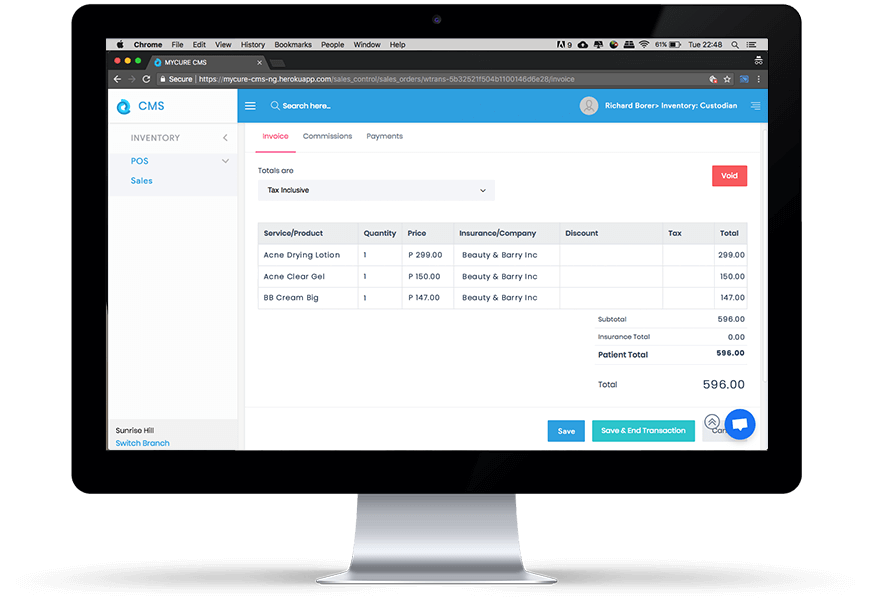 Chrome File Edit View History Bookmarks People Window Help 9 61% Tue 22:48
MYCURE CMS
Secure https://mycure-cms-ng.herokuapp.com/sales_control/sales_orders/wtrans-5b32521f504b1100146d6e28/invoice
CMS Search here.. Richard Borer> Inventory: Custodian
INVENTORY
POS
Sales
Invoice Commissions Payments
Totals are
Tax Inclusive
Void
Service/Product Quantity Price Insurance/Company Discount Tax Total
Acne Drying Lotion 1 P 299.00 Beauty & Barry Inc 299.00
Acne Clear Gel 1 P 150.00 Beauty & Barry Inc 150.00
BB Cream Big 1 P 147.00 Beauty & Barry Inc 147.00
Subtotal 596.00
Insurance Total 0.00
Patient Total 596.00
Total 596.00
Sunrise Hill
Switch Branch
Save Save & End Transaction